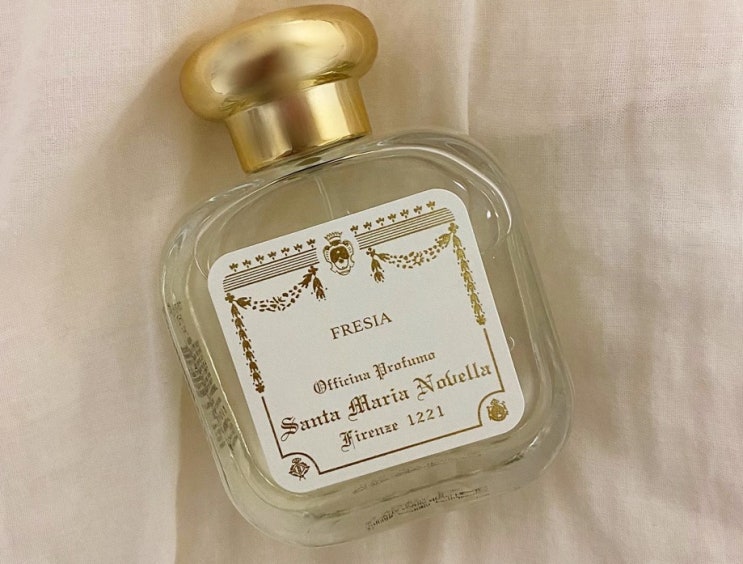 FRESIA
Officina Profumo
Santa Maria Novella
Firenze 1221